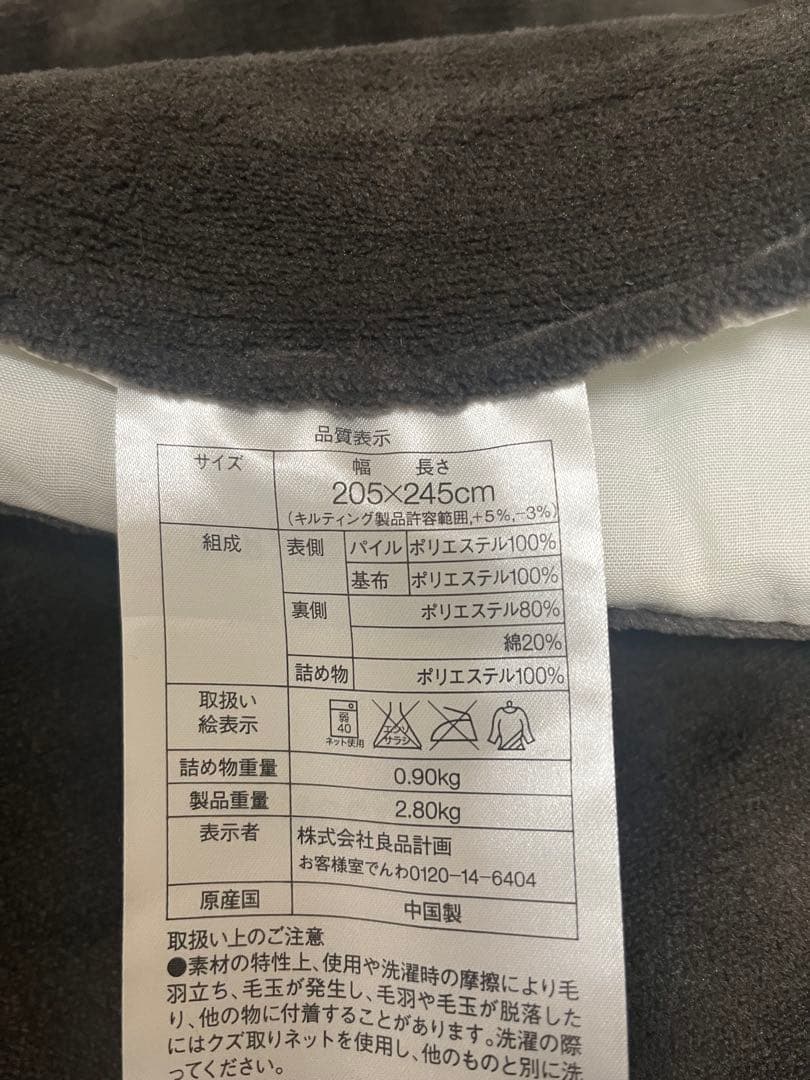 品質表示
サイズ 幅 長さ
205×245cm
(キルティング製品許容範囲,+5%,-3%)
組成 表側 パイル ポリエステル100%
基布 ポリエステル100%
裏側 ポリエステル80%
綿20%
詰め物 ポリエステル100%
取扱い
絵表示
弱
40
ネット使用
エンソ
サラシ
詰め物重量 0.90kg
製品重量 2.80kg
表示者 株式会社良品計画
お客様室でんわ0120-14-6404
原産国 中国製
取扱い上のご注意
●素材の特性上、使用や洗濯時の摩擦により毛
羽立ち、毛玉が発生し、毛羽や毛玉が脱落した
り、他の物に付着することがあります。洗濯の際
にはクズ取りネットを使用し、他のものと別に洗
ってください。